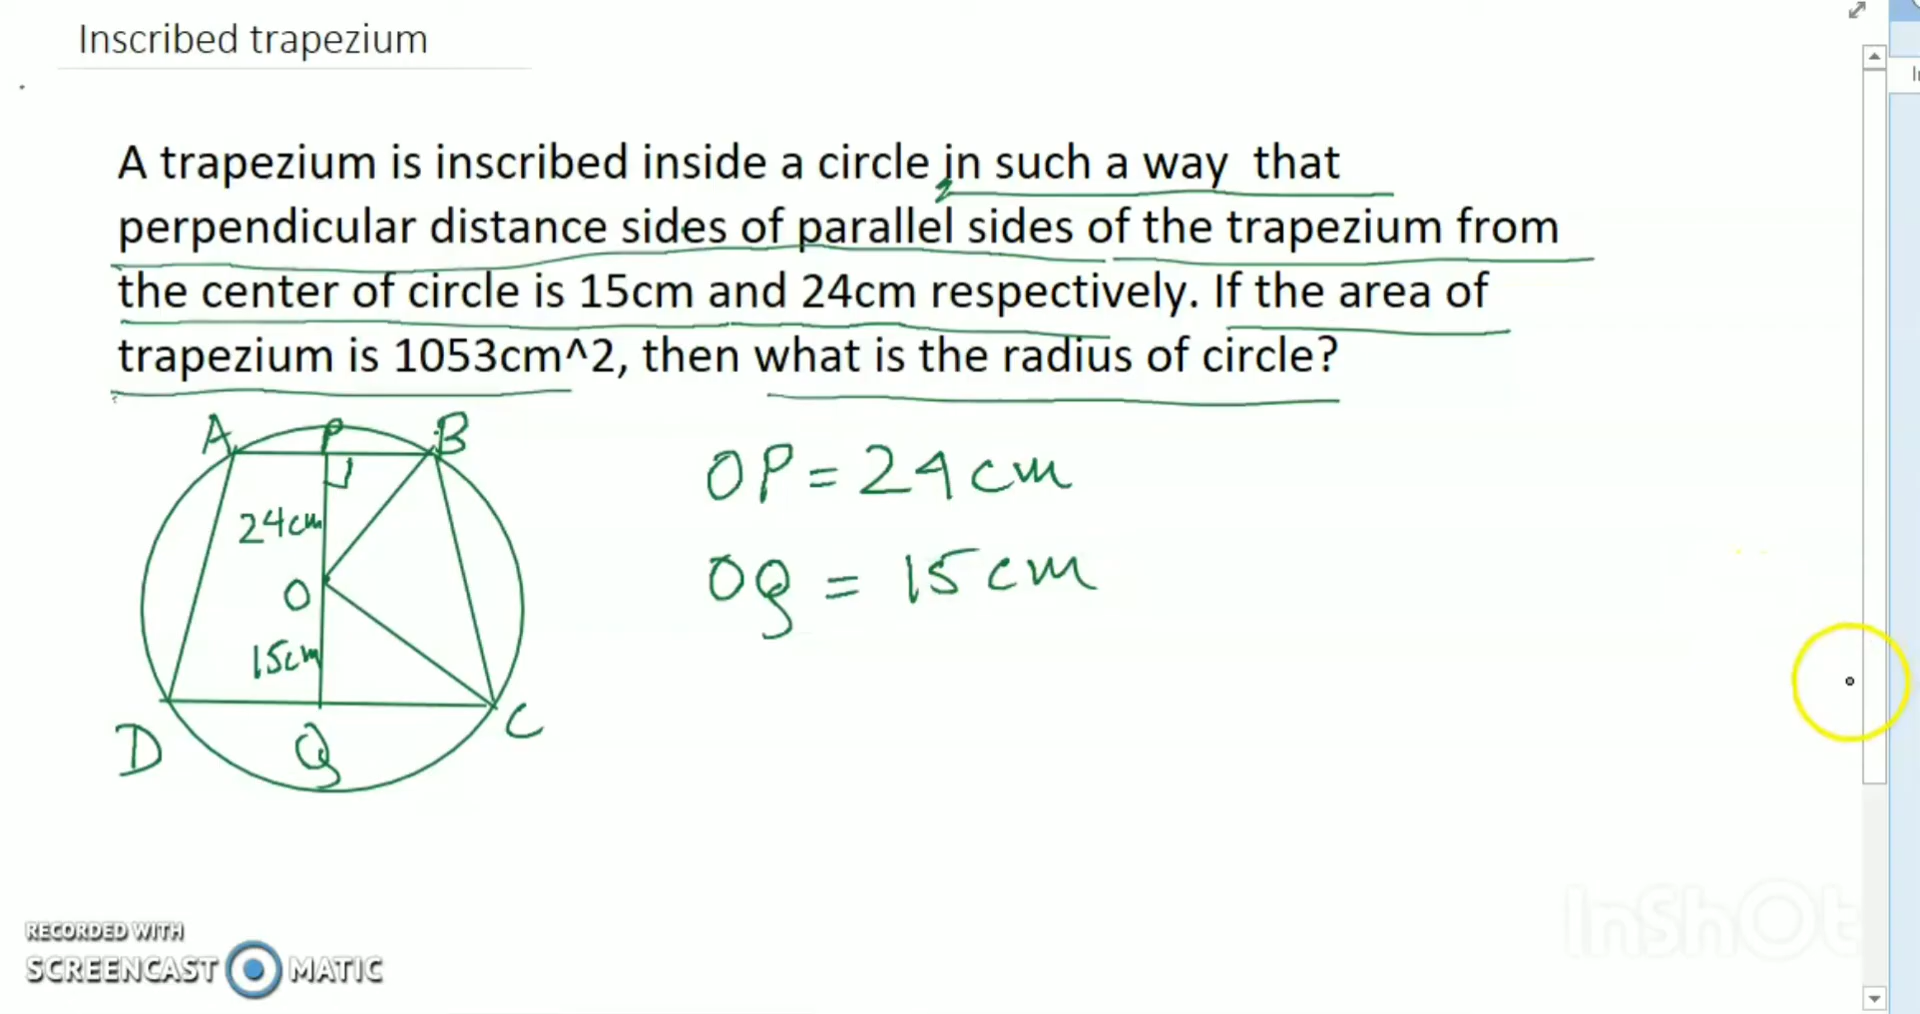 Inscribed trapezium
A trapezium is inscribed inside a circle in such a way that
perpendicular distance sides of parallel sides of the trapezium from
the center of circle is 15cm and 24cm respectively. If the area of
trapezium is 1053cm^2, then what is the radius of circle?
A P B
24cm
O
15cm
D Q C
OP = 24cm
OQ = 15cm
RECORDED WITH
SCREENCAST MATIC
InShOt